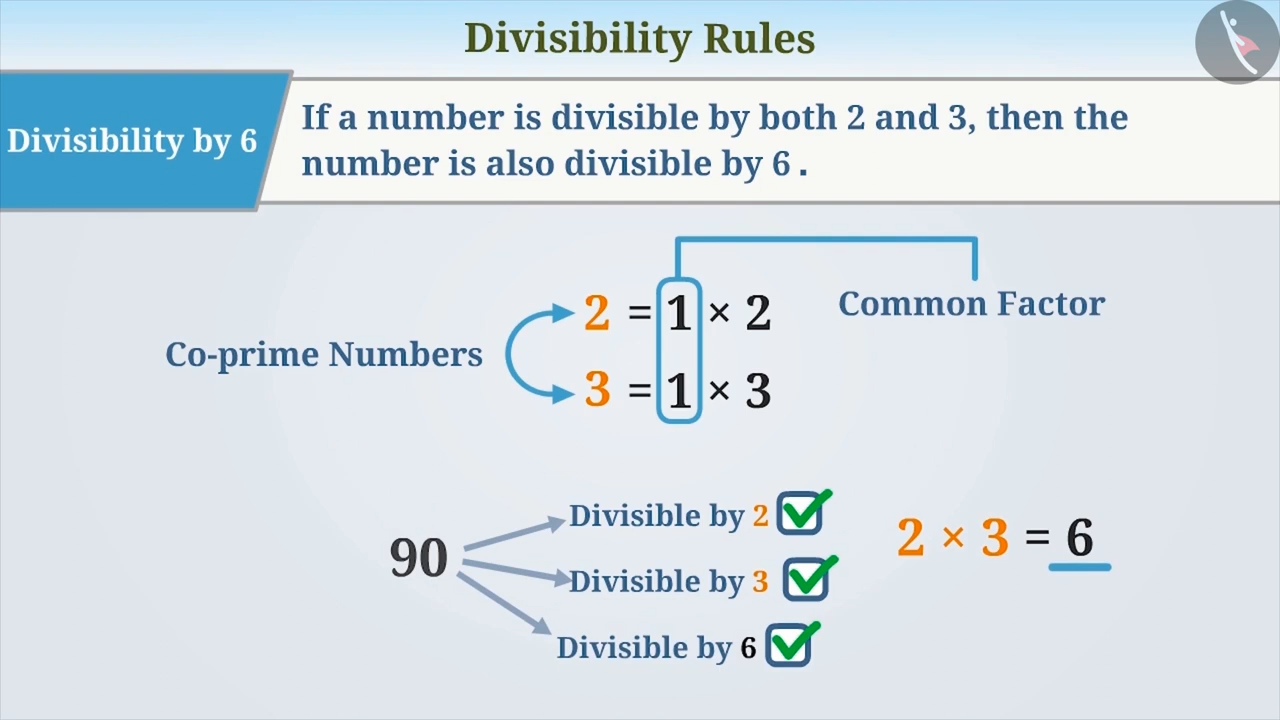 Divisibility Rules
Divisibility by 6
If a number is divisible by both 2 and 3, then the
number is also divisible by 6 .
2 = 1 × 2
Common Factor
Co-prime Numbers
3 = 1 × 3
Divisible by 2
90
Divisible by 3
Divisible by 6
2 × 3 = 6